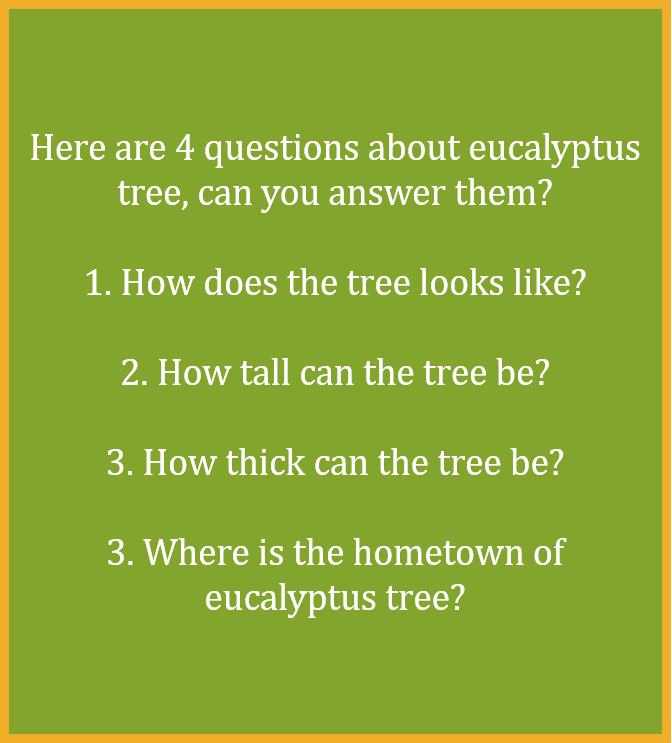 Here are 4 questions about eucalyptus
tree, can you answer them?
1. How does the tree looks like?
2. How tall can the tree be?
3. How thick can the tree be?
3. Where is the hometown of
eucalyptus tree?